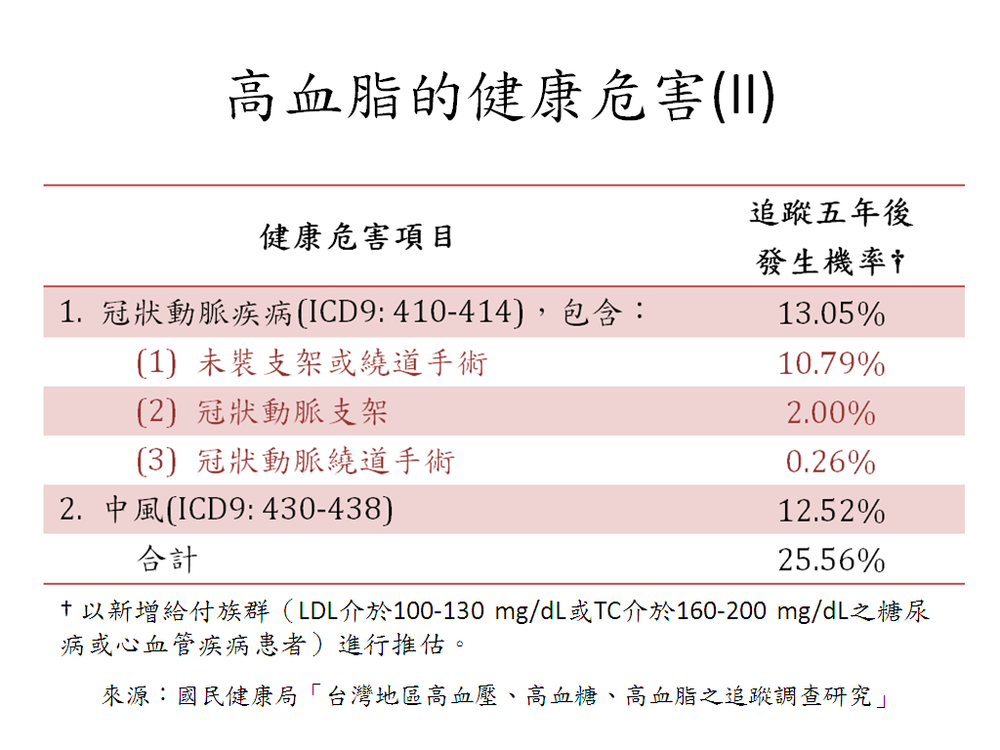 高血脂的健康危害(II)
健康危害項目
追蹤五年後
發生機率†
1. 冠狀動脈疾病(ICD9: 410-414)，包含： 13.05%
(1) 未裝支架或繞道手術 10.79%
(2) 冠狀動脈支架 2.00%
(3) 冠狀動脈繞道手術 0.26%
2. 中風(ICD9: 430-438) 12.52%
合計 25.56%
† 以新增給付族群（LDL介於100-130 mg/dL或TC介於160-200 mg/dL之糖尿
病或心血管疾病患者）進行推估。
來源：國民健康局「台灣地區高血壓、高血糖、高血脂之追蹤調查研究」